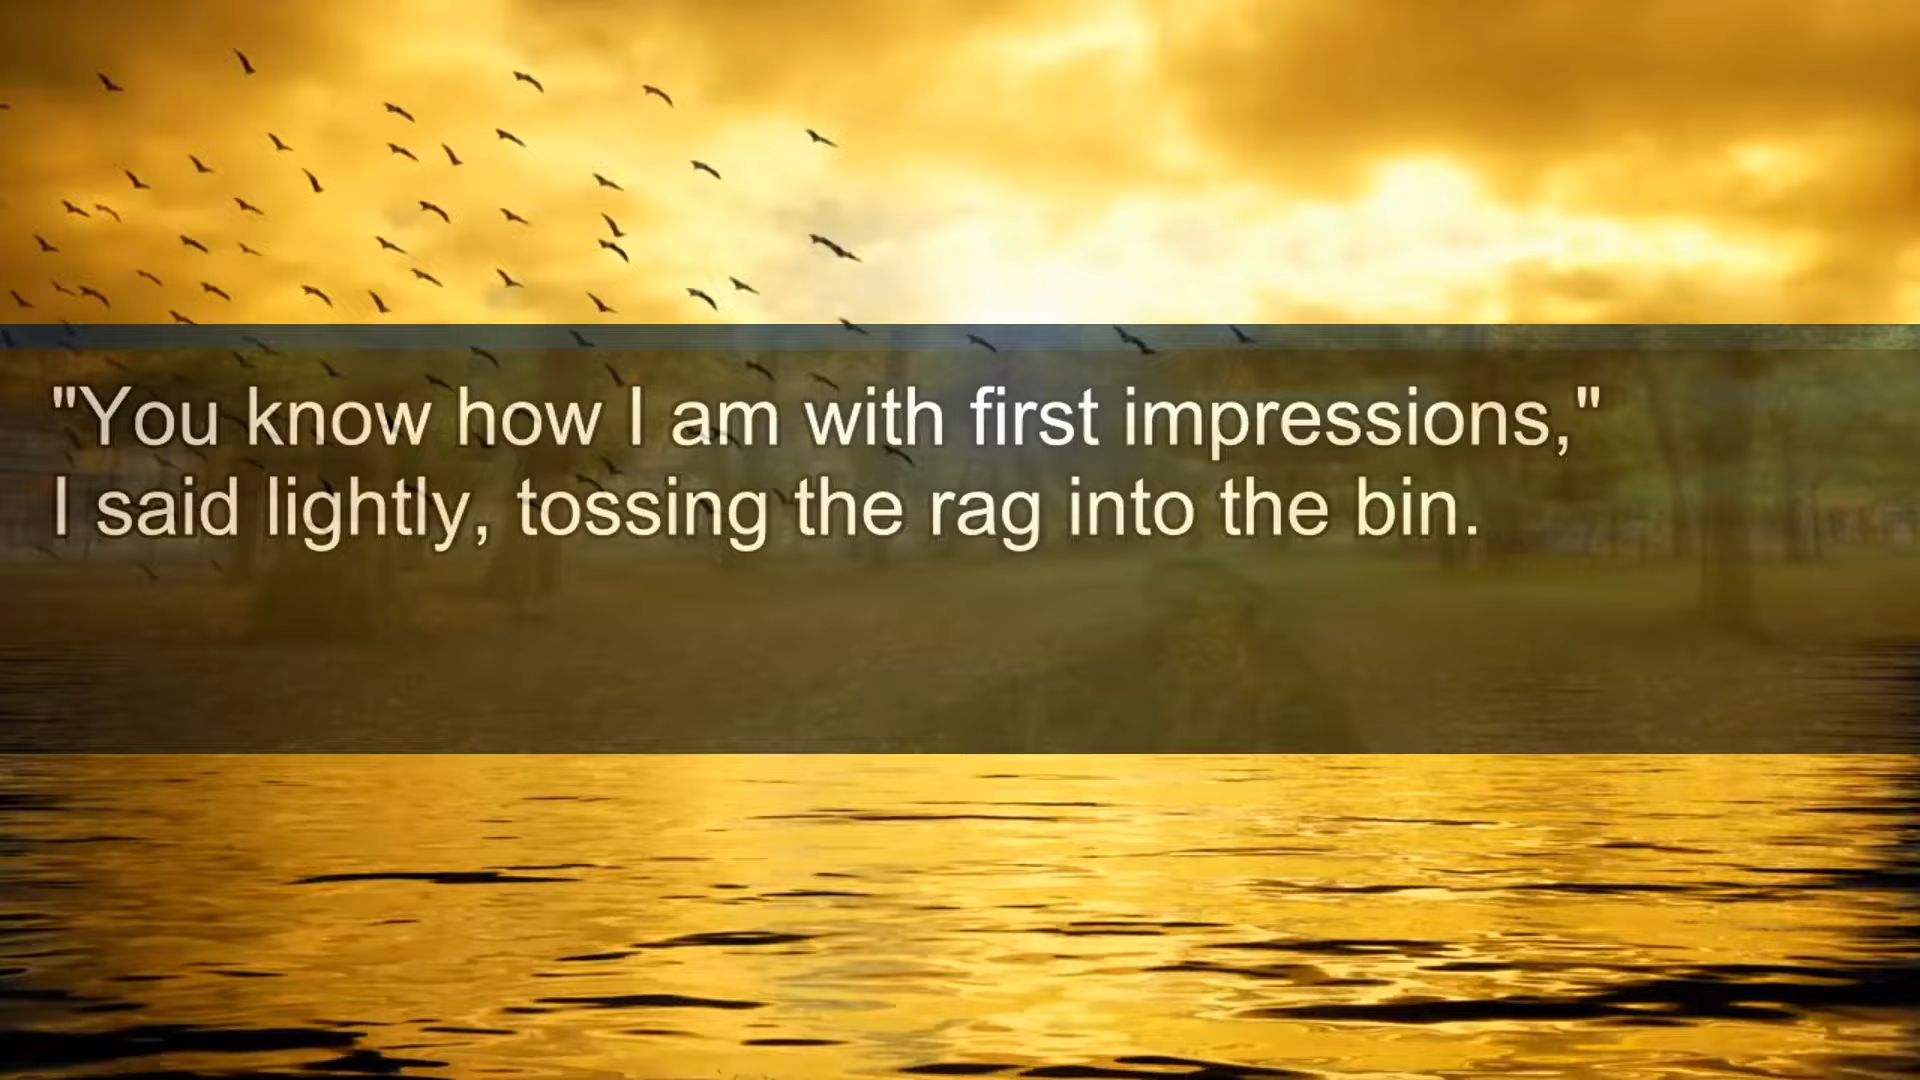 "You know how I am with first impressions,"
I said lightly, tossing the rag into the bin.